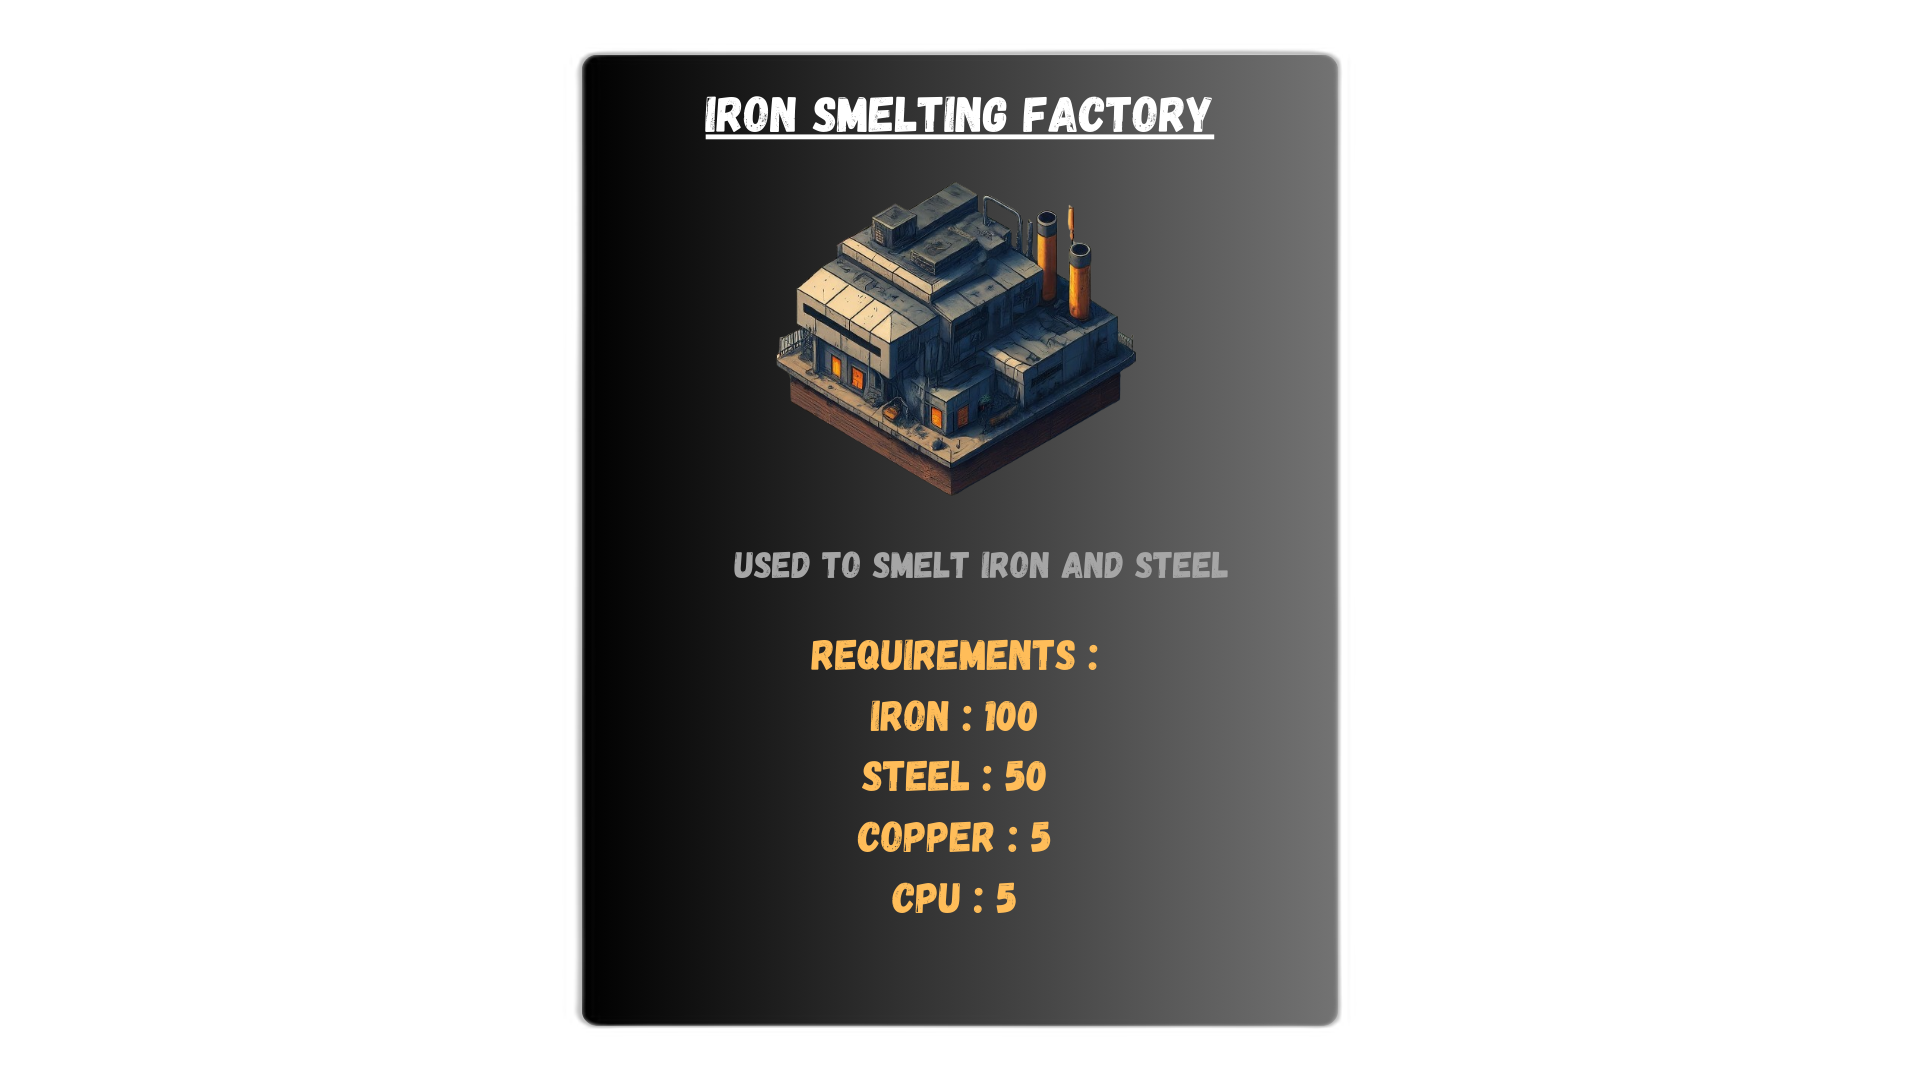 IRON SMELTING FACTORY
USED TO SMELT IRON AND STEEL
REQUIREMENTS :
IRON : 100
STEEL : 50
COPPER : 5
CPU : 5